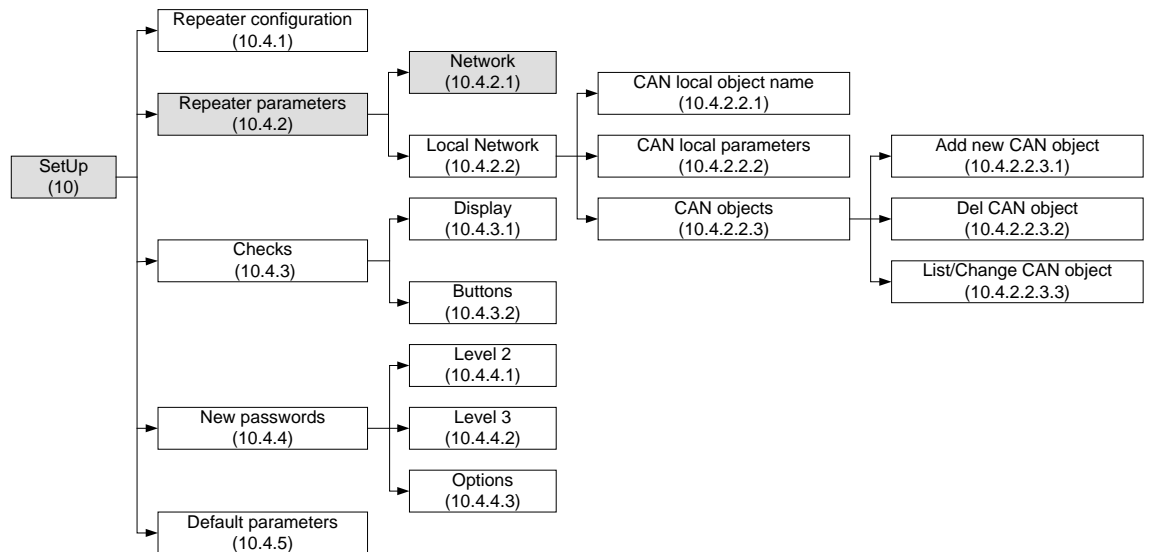 SetUp
(10)
Repeater configuration
(10.4.1)
Repeater parameters
(10.4.2)
Network
(10.4.2.1)
Local Network
(10.4.2.2)
CAN local object name
(10.4.2.2.1)
CAN local parameters
(10.4.2.2.2)
CAN objects
(10.4.2.2.3)
Add new CAN object
(10.4.2.2.3.1)
Del CAN object
(10.4.2.2.3.2)
List/Change CAN object
(10.4.2.2.3.3)
Checks
(10.4.3)
Display
(10.4.3.1)
Buttons
(10.4.3.2)
New passwords
(10.4.4)
Level 2
(10.4.4.1)
Level 3
(10.4.4.2)
Options
(10.4.4.3)
Default parameters
(10.4.5)